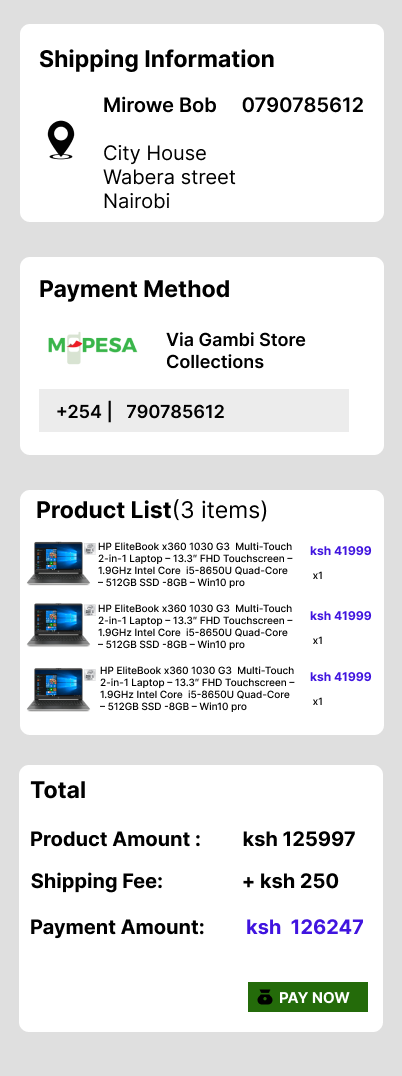 Shipping Information
Mirowe Bob 0790785612
City House
Wabera street
Nairobi
Payment Method
M-PESA
Via Gambi Store
Collections
+254 | 790785612
Product List(3 items)
HP EliteBook x360 1030 G3 Multi-Touch
2-in-1 Laptop – 13.3” FHD Touchscreen –
1.9GHz Intel Core i5-8650U Quad-Core
– 512GB SSD -8GB – Win10 pro
ksh 41999
x1
HP EliteBook x360 1030 G3 Multi-Touch
2-in-1 Laptop – 13.3” FHD Touchscreen –
1.9GHz Intel Core i5-8650U Quad-Core
– 512GB SSD -8GB – Win10 pro
ksh 41999
x1
HP EliteBook x360 1030 G3 Multi-Touch
2-in-1 Laptop – 13.3” FHD Touchscreen –
1.9GHz Intel Core i5-8650U Quad-Core
– 512GB SSD -8GB – Win10 pro
ksh 41999
x1
Total
Product Amount : ksh 125997
Shipping Fee: + ksh 250
Payment Amount: ksh 126247
PAY NOW